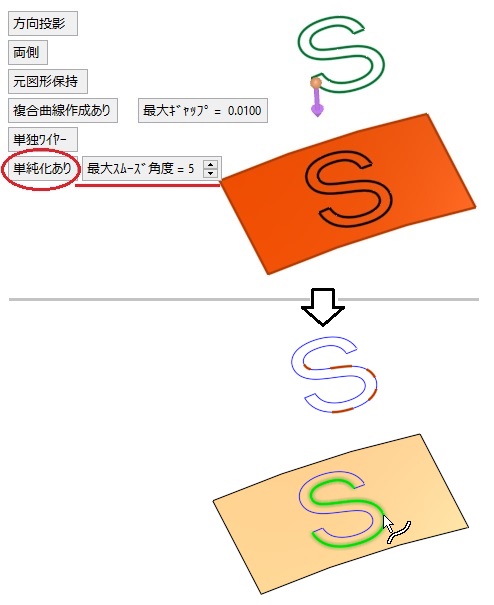 方向投影
両側
元図形保持
複合曲線作成あり 最大ｷﾞｬｯﾌﾟ = 0.0100
単独ﾜｲﾔｰ
単純化あり 最大ｽﾑｰｽﾞ角度 = 5
S
S
S
S